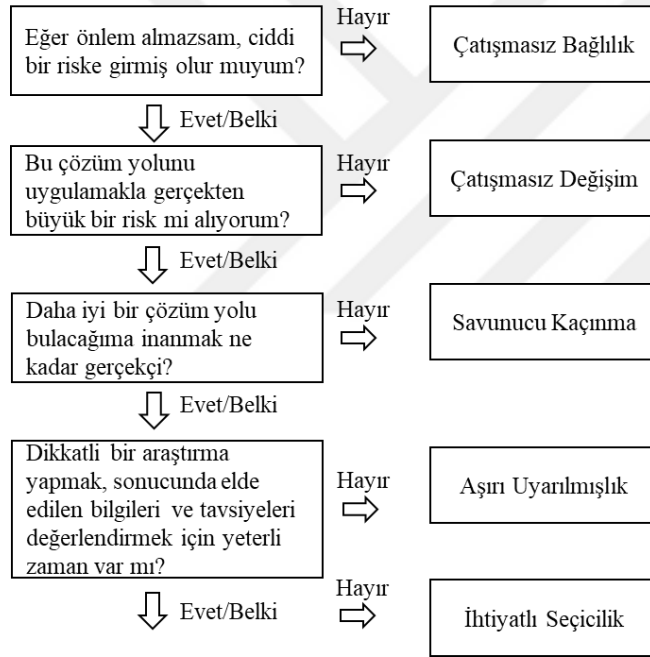 Eğer önlem almazsam, ciddi
bir riske girmiş olur muyum?
Hayır
Çatışmasız Bağlılık
Evet/Belki
Bu çözüm yolunu
uygulamakla gerçekten
büyük bir risk mi alıyorum?
Hayır
Çatışmasız Değişim
Evet/Belki
Daha iyi bir çözüm yolu
bulacağıma inanmak ne
kadar gerçekçi?
Hayır
Savunucu Kaçınma
Evet/Belki
Dikkatli bir araştırma
yapmak, sonucunda elde
edilen bilgileri ve tavsiyeleri
değerlendirmek için yeterli
zaman var mı?
Hayır
Aşırı Uyarılmışlık
Evet/Belki
Hayır
İhtiyatlı Seçicilik